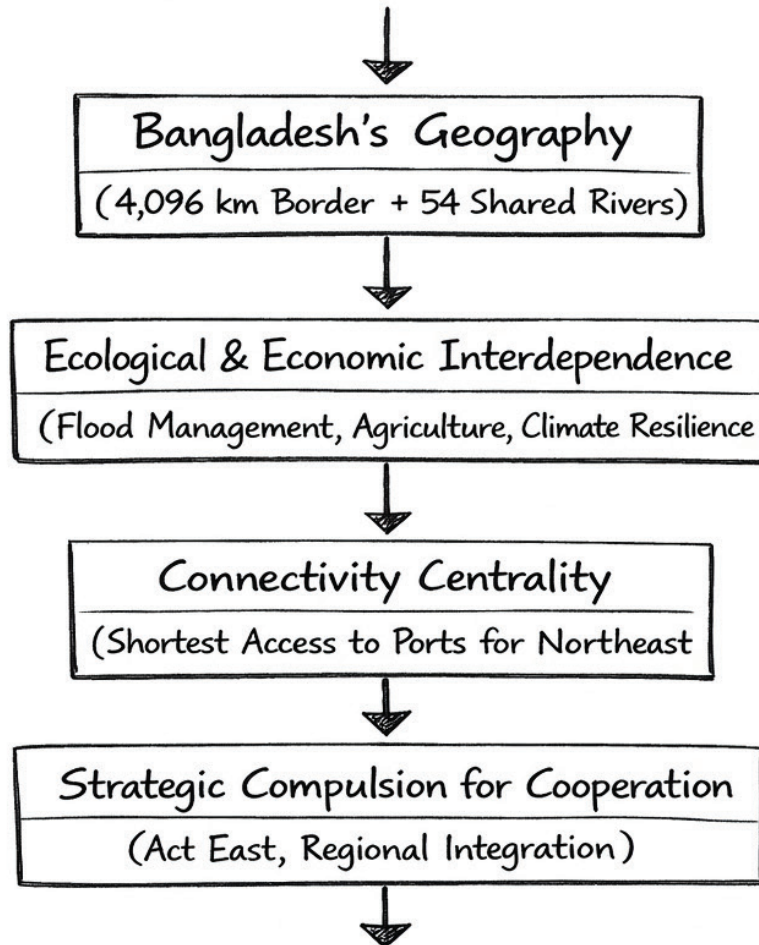 Bangladesh's Geography
(4,096 km Border + 54 Shared Rivers)
Ecological & Economic Interdependence
(Flood Management, Agriculture, Climate Resilience
Connectivity Centrality
(Shortest Access to Ports for Northeast
Strategic Compulsion for Cooperation
(Act East, Regional Integration)